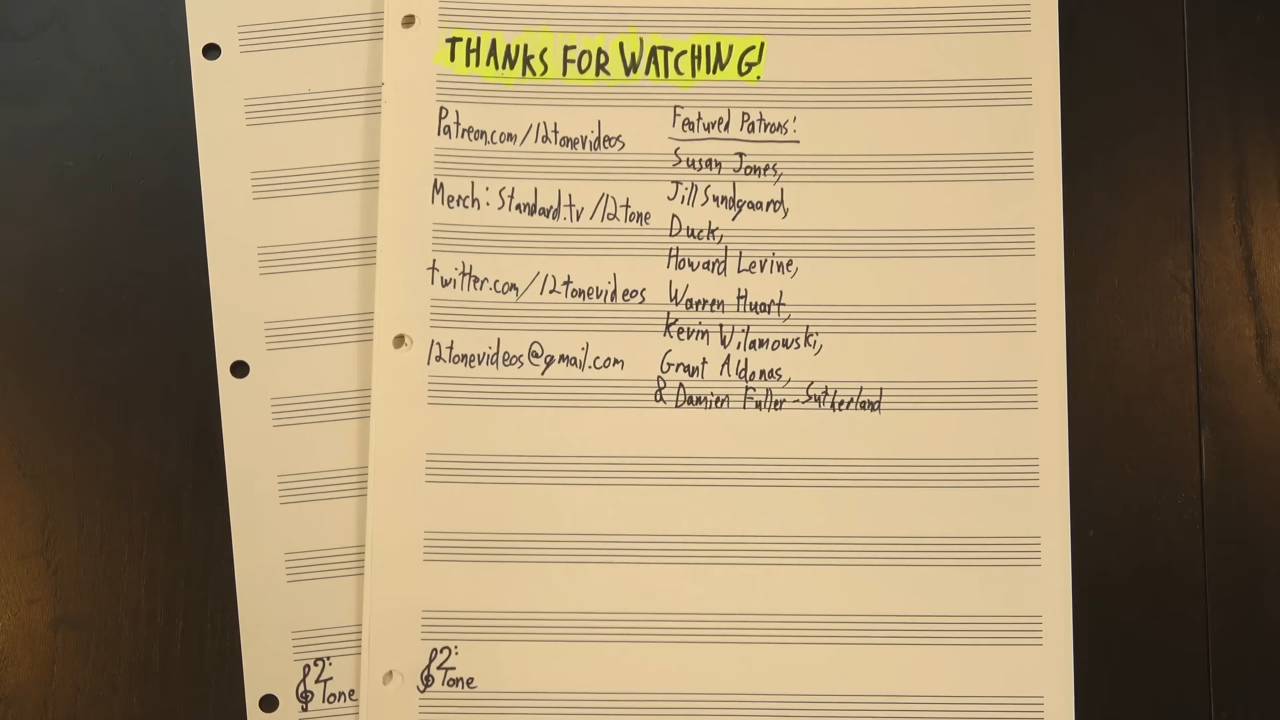 THANKS FOR WATCHING!
Patreon.com/12tonevideos
Merch: Standard.tv/12tone
twitter.com/12tonevideos
12tonevideos@gmail.com
Featured Patrons:
Susan Jones,
Jill Sundgaard,
Duck,
Howard Levine,
Warren Huart,
Kevin Wilamowski,
Grant Aldonas,
& Damien Fuller-Sutherland
12:
Tone
12:
Tone